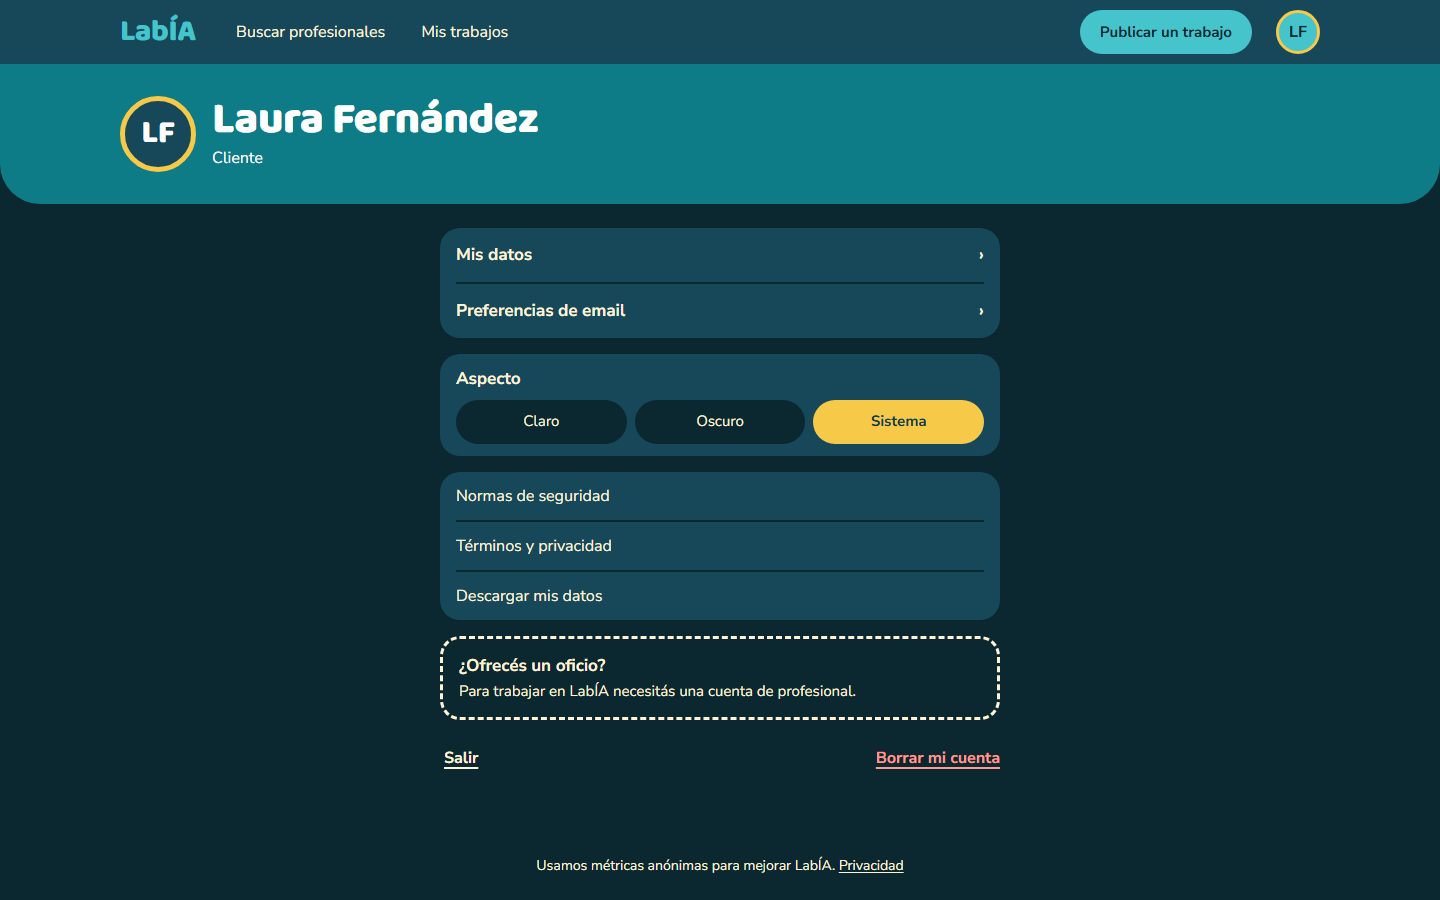 LabÍA
Buscar profesionales
Mis trabajos
Publicar un trabajo
LF
LF
Laura Fernández
Cliente
Mis datos ›
Preferencias de email ›
Aspecto
Claro
Oscuro
Sistema
Normas de seguridad
Términos y privacidad
Descargar mis datos
¿Ofrecés un oficio?
Para trabajar en LabÍA necesitás una cuenta de profesional.
Salir
Borrar mi cuenta
Usamos métricas anónimas para mejorar LabÍA. Privacidad